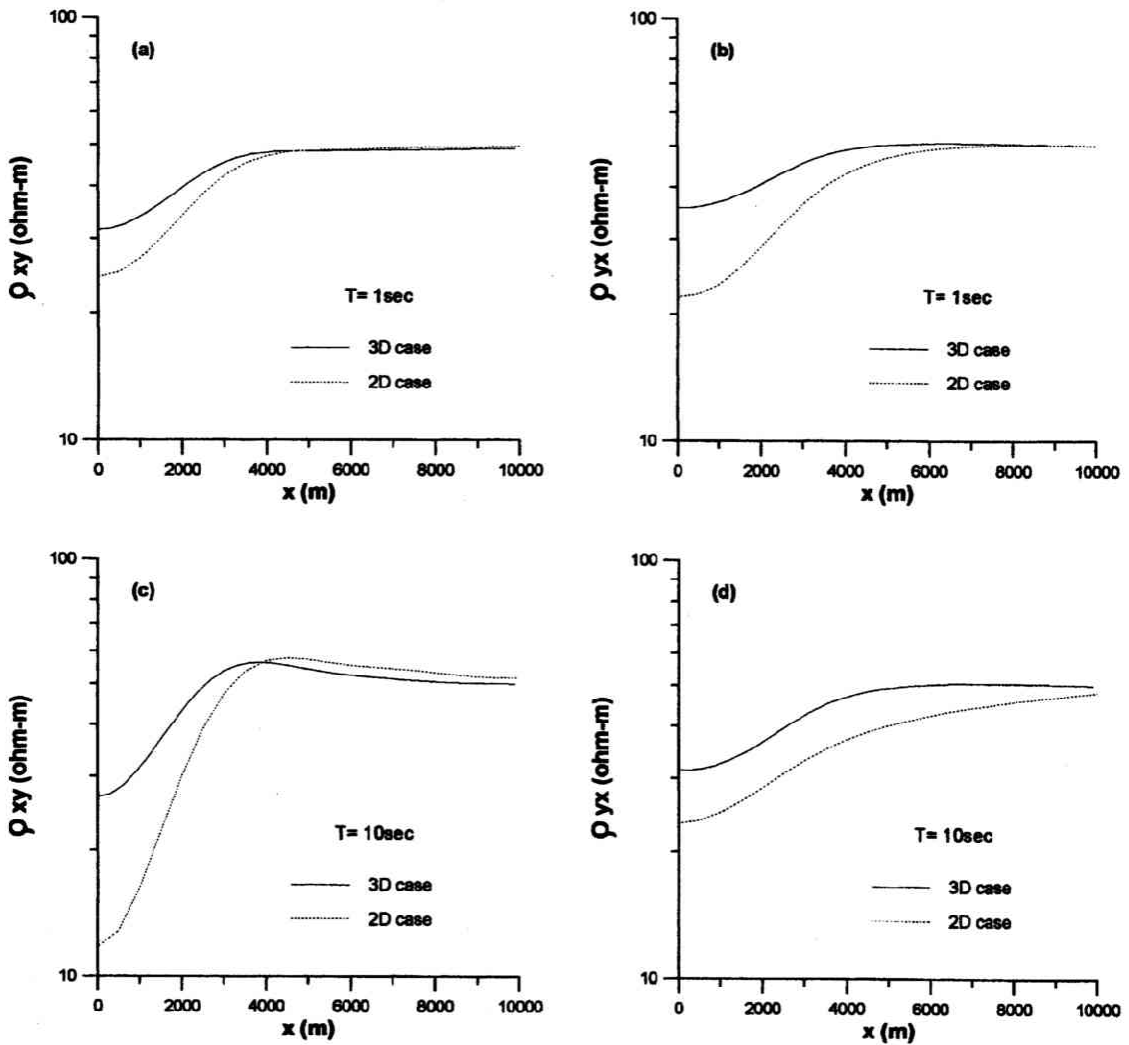 100
(a)
ρ xy (ohm-m)
T= 1sec
3D case
2D case
10
0 2000 4000 6000 8000 10000
x (m)
100
(b)
ρ yx (ohm-m)
T= 1sec
3D case
2D case
10
0 2000 4000 6000 8000 10000
x (m)
100
(c)
ρ xy (ohm-m)
T= 10sec
3D case
2D case
10
0 2000 4000 6000 8000 10000
x (m)
100
(d)
ρ yx (ohm-m)
T= 10sec
3D case
2D case
10
0 2000 4000 6000 8000 10000
x (m)